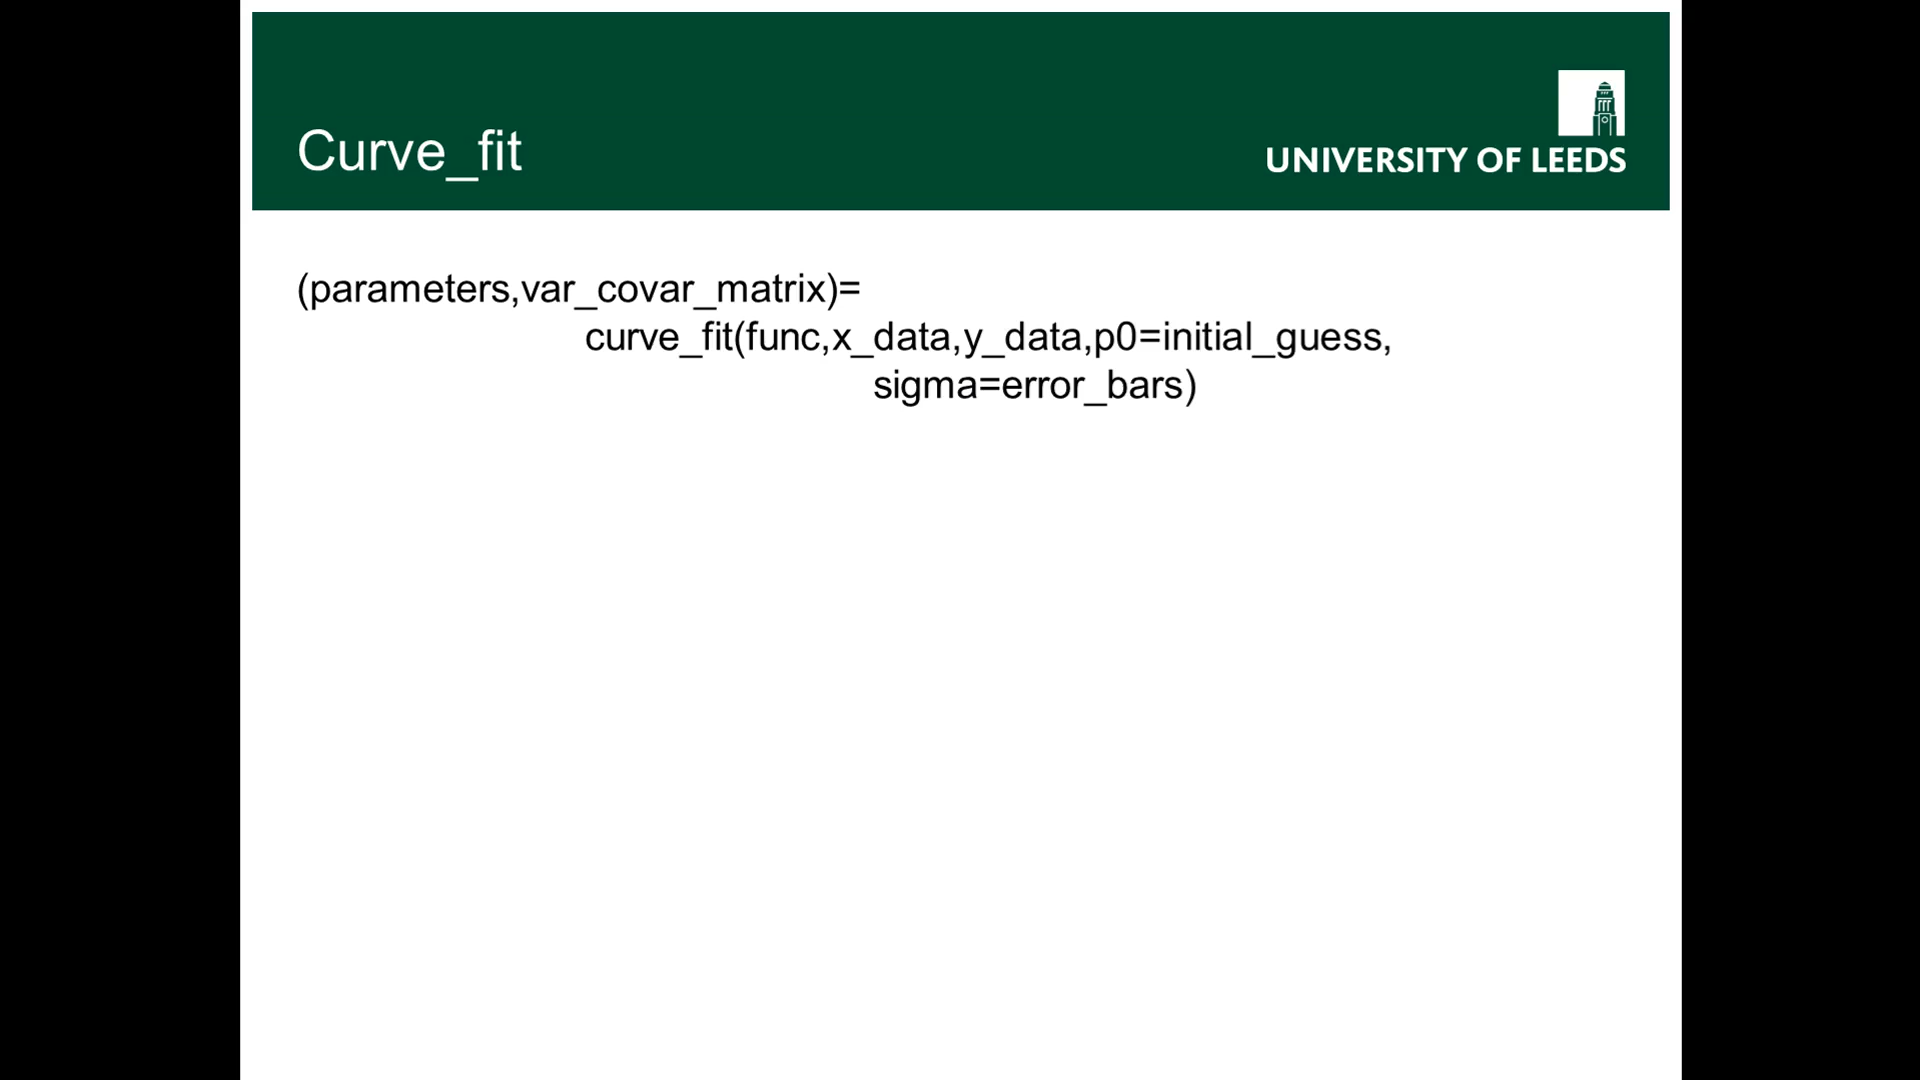 Curve_fit
UNIVERSITY OF LEEDS
(parameters,var_covar_matrix)=
curve_fit(func,x_data,y_data,p0=initial_guess,
sigma=error_bars)